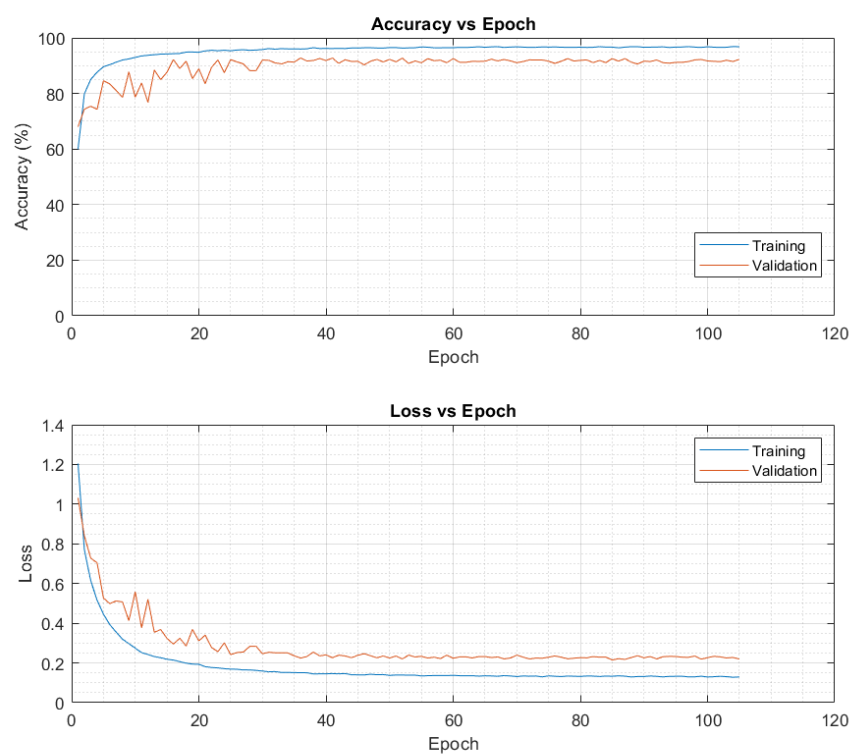 Accuracy vs Epoch
100
80
60
40
20
0
Accuracy (%)
Training
Validation
0 20 40 60 80 100 120
Epoch
Loss vs Epoch
1.4
1.2
1
0.8
0.6
0.4
0.2
0
Loss
Training
Validation
0 20 40 60 80 100 120
Epoch